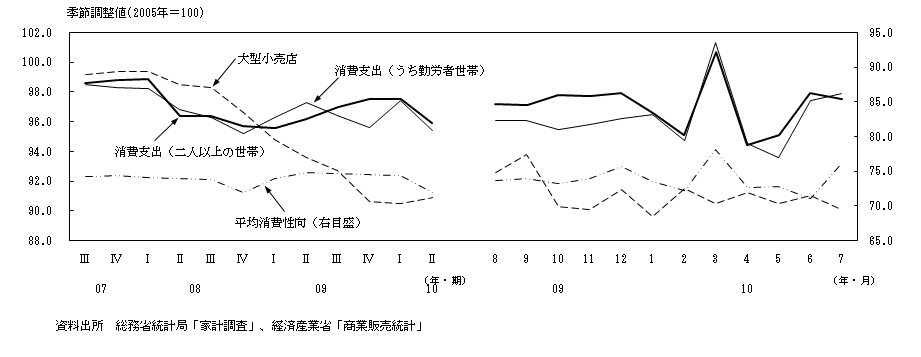 季節調整値(2005年＝100)
102.0
100.0
98.0
96.0
94.0
92.0
90.0
88.0
95.0
90.0
85.0
80.0
75.0
70.0
65.0
大型小売店
消費支出（うち勤労者世帯）
消費支出（二人以上の世帯）
平均消費性向（右目盛）
Ⅲ Ⅳ Ⅰ Ⅱ Ⅲ Ⅳ Ⅰ Ⅱ Ⅲ Ⅳ Ⅰ Ⅱ
8 9 10 11 12 1 2 3 4 5 6 7
(年・期)
(年・月)
07 08 09 10
09 10
資料出所　総務省統計局「家計調査」、経済産業省「商業販売統計」